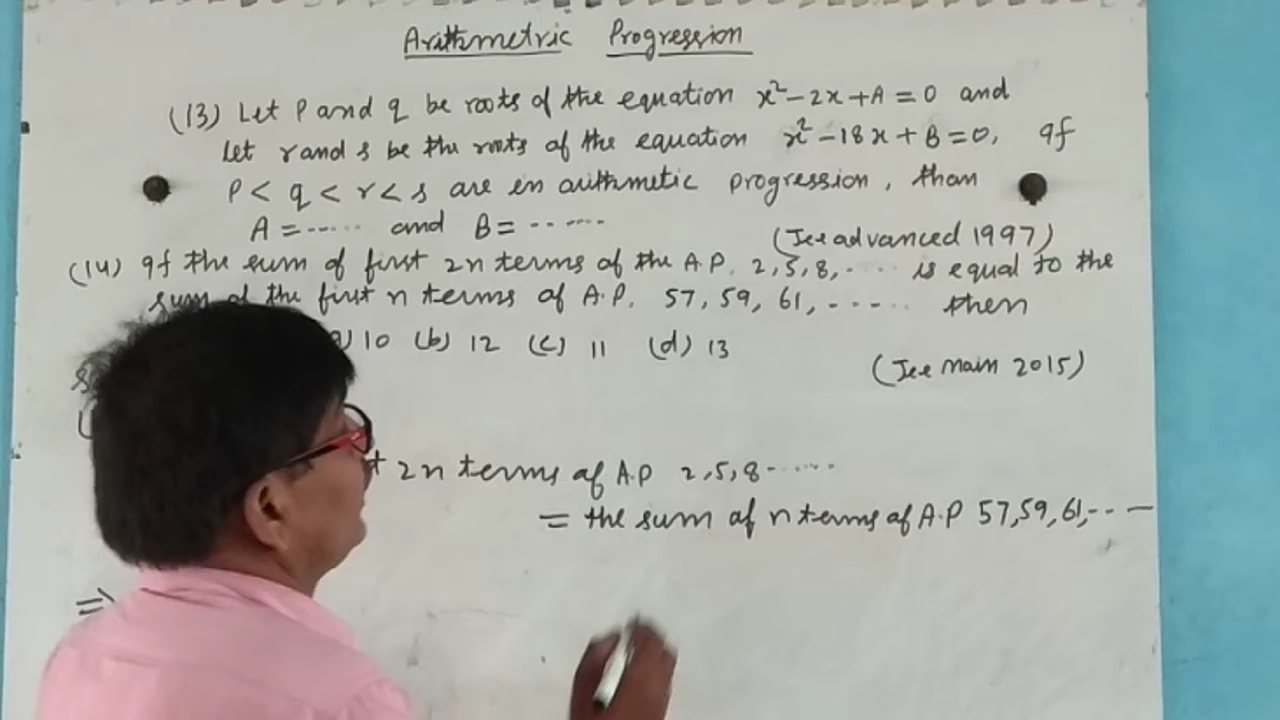 Arithmetric Progression
(13) Let P and q be roots of the equation x²-2x+A=0 and
Let r and s be the roots of the equation x²-18x+B=0, 9f
P< q < r < s are en arithmetic progression, than
A =..... and B= ......
(Jee advanced 1997)
(14) 9f the sum of first 2n terms of the A.P. 2,5,8,.... is equal to the
sum of the first n terms of A.P. 57, 59, 61, ..... then
10 (b) 12 (c) 11 (d) 13
(Jee main 2015)
2n terms of A.P 2,5,8......
= the sum of n terms of A.P 57,59,61,...
⇒